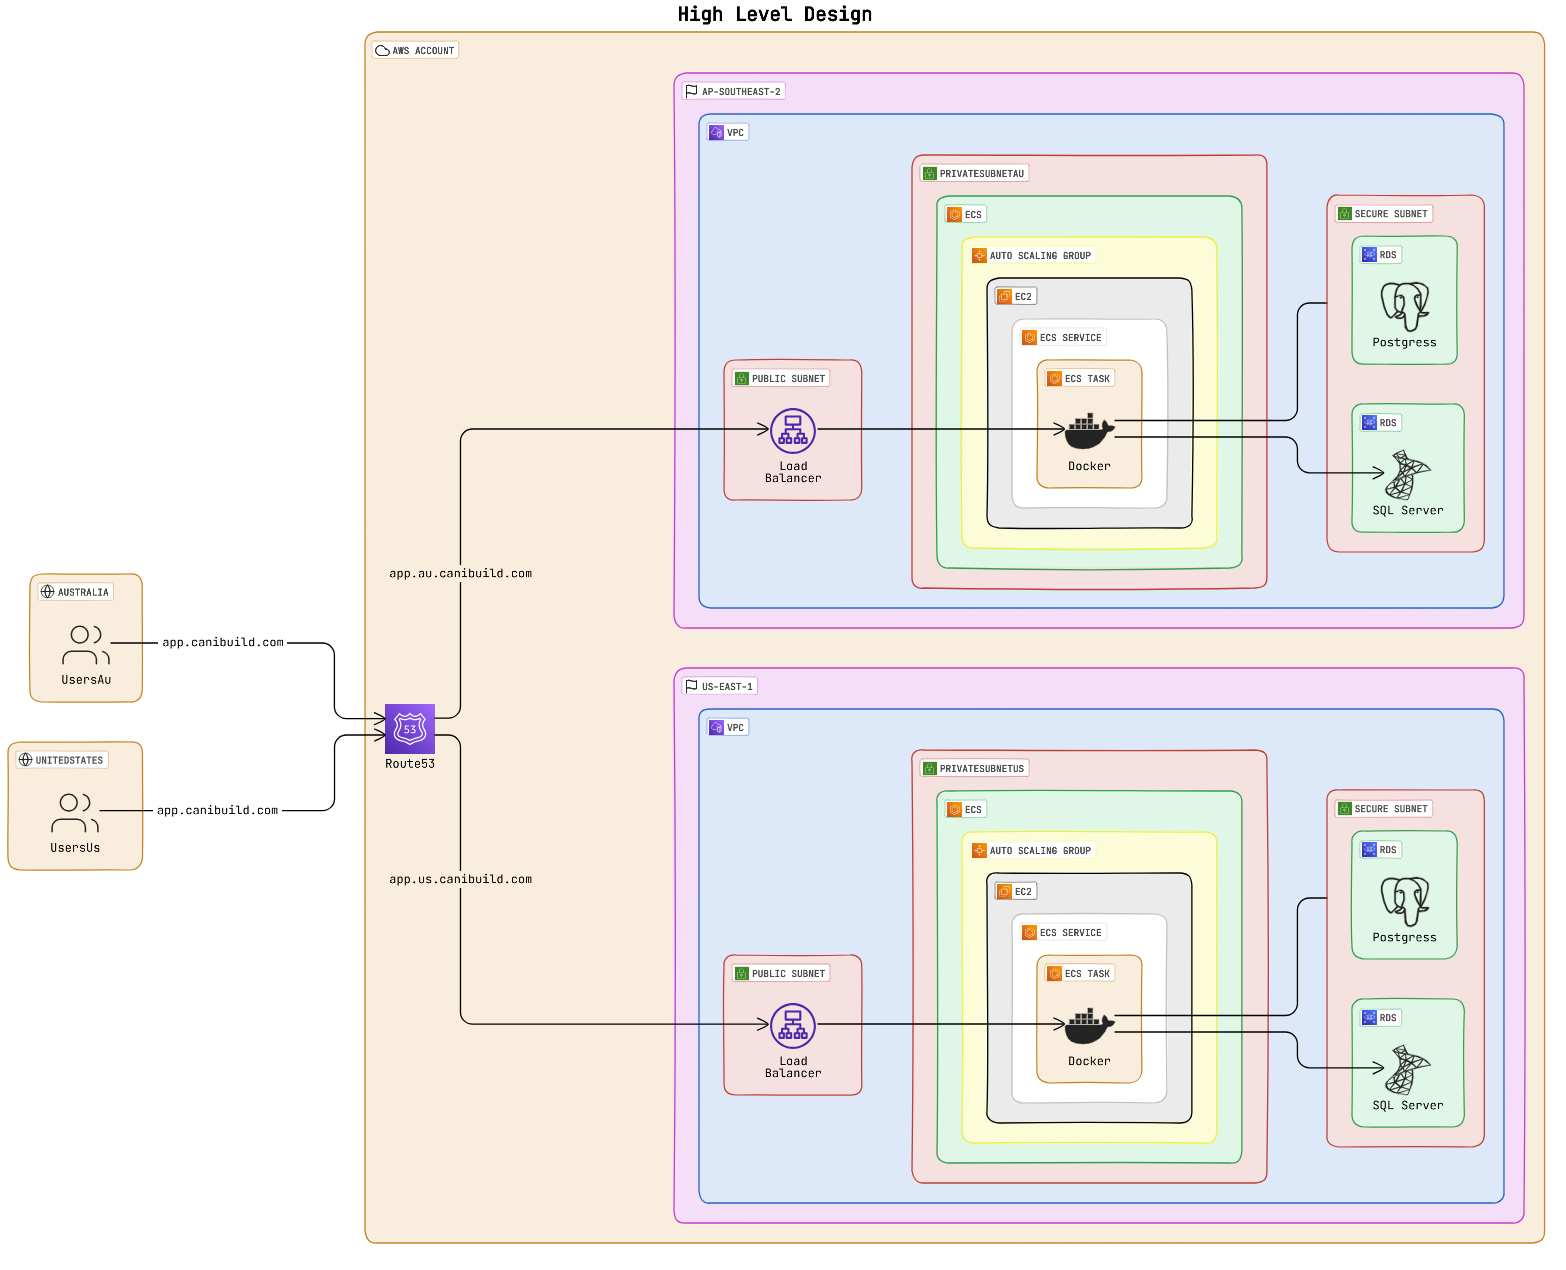 High Level Design
AWS ACCOUNT
AP-SOUTHEAST-2
VPC
PRIVATESUBNETAU
ECS
AUTO SCALING GROUP
EC2
ECS SERVICE
ECS TASK
Docker
PUBLIC SUBNET
Load
Balancer
SECURE SUBNET
RDS
Postgress
RDS
SQL Server
app.au.canibuild.com
AUSTRALIA
UsersAu
app.canibuild.com
UNITEDSTATES
UsersUs
app.canibuild.com
53
Route53
app.us.canibuild.com
US-EAST-1
VPC
PRIVATESUBNETUS
ECS
AUTO SCALING GROUP
EC2
ECS SERVICE
ECS TASK
Docker
PUBLIC SUBNET
Load
Balancer
SECURE SUBNET
RDS
Postgress
RDS
SQL Server